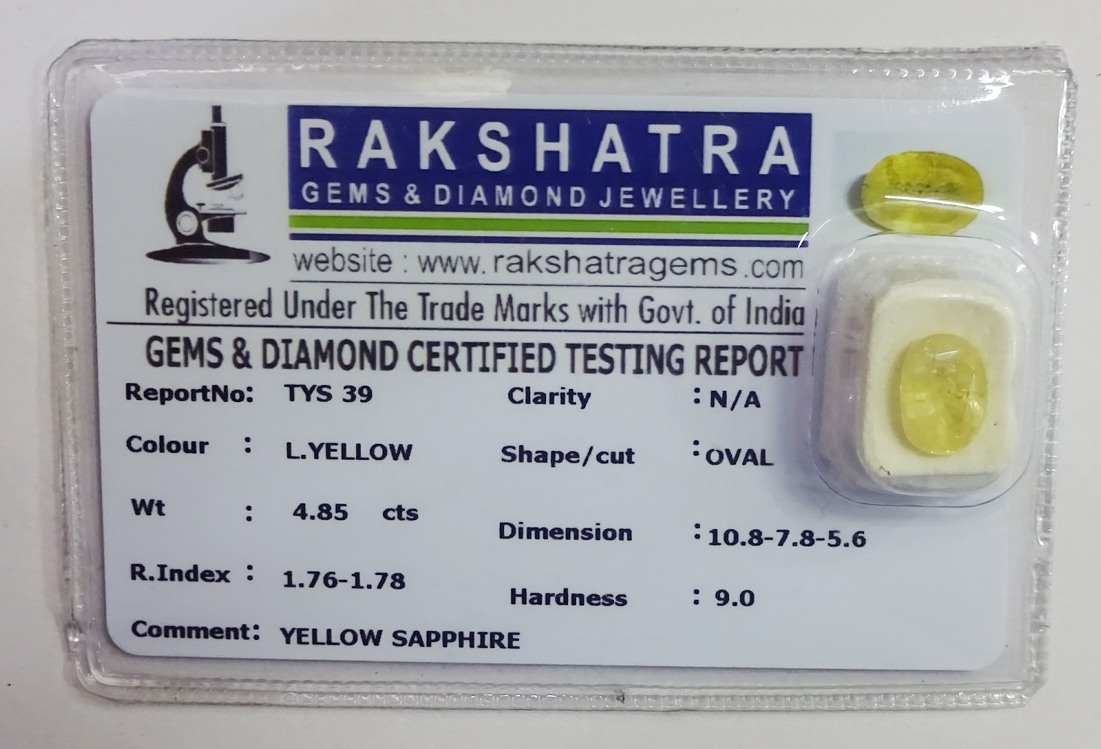 RAKSHATRA
GEMS & DIAMOND JEWELLERY
website : www.rakshatragems.com
Registered Under The Trade Marks with Govt. of India
GEMS & DIAMOND CERTIFIED TESTING REPORT
ReportNo: TYS 39 Clarity : N/A
Colour : L.YELLOW Shape/cut : OVAL
Wt : 4.85 cts Dimension : 10.8-7.8-5.6
R.Index : 1.76-1.78 Hardness : 9.0
Comment: YELLOW SAPPHIRE